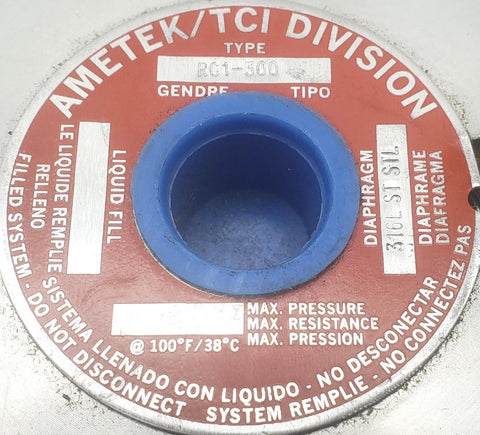 AMETEK/TCI DIVISION
TYPE
RC1-300
GENDRE TIPO
LIQUID FILL
LE LIQUIDE REMPLIE
RELLENO
DIAPHRAGM
316L ST STL
DIAPHRAME
DIAFRAGMA
MAX. PRESSURE
MAX. RESISTANCE
MAX. PRESSION
@ 100°F/38°C
SISTEMA LLENADO CON LIQUIDO - NO DESCONECTAR
FILLED SYSTEM - DO NOT DISCONNECT SYSTEM REMPLIE - NO CONNECTEZ PAS